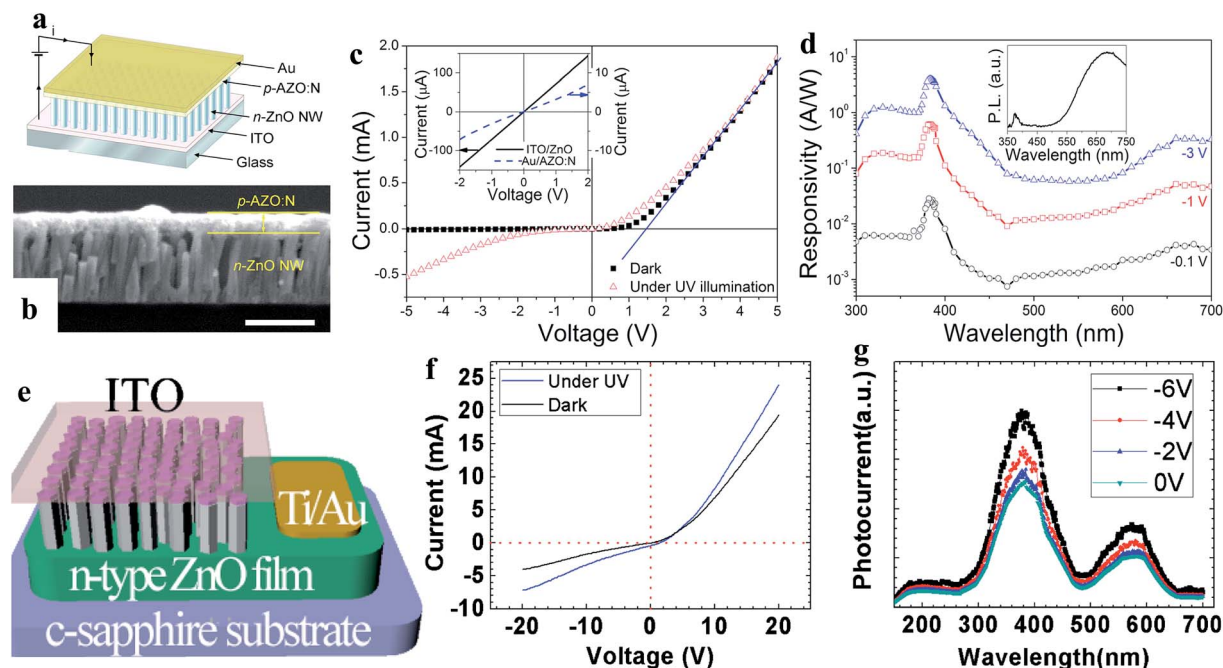 a
i
Au
p-AZO:N
n-ZnO NW
ITO
Glass
b
p-AZO:N
n-ZnO NW
c
Current (mA)
2.0
1.5
1.0
0.5
0.0
-0.5
-5 -4 -3 -2 -1 0 1 2 3 4 5
Voltage (V)
Dark
Under UV illumination
Current (μA)
100
0
-100
10
0
-10
Current (μA)
ITO/ZnO
Au/AZO:N
-2 -1 0 1 2
Voltage (V)
d
Responsivity (A/W)
10¹
10⁰
10⁻¹
10⁻²
10⁻³
300 400 500 600 700
Wavelength (nm)
-3 V
-1 V
-0.1 V
P.L. (a.u.)
350 450 550 650 750
Wavelength (nm)
e
ITO
Ti/Au
n-type ZnO film
c-sapphire substrate
f
Under UV
Dark
Current (mA)
25
20
15
10
5
0
-5
-10
-20 -10 0 10 20
Voltage (V)
g
Photocurrent(a.u.)
-6V
-4V
-2V
0V
200 300 400 500 600 700
Wavelength(nm)